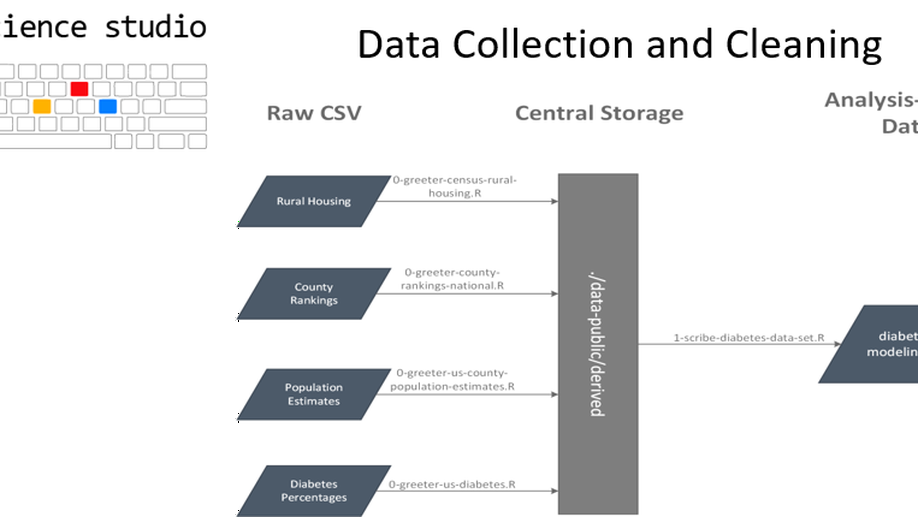 ience studio
Data Collection and Cleaning
Raw CSV
Central Storage
Analysis-
Dat
Rural Housing
0-greeter-census-rural-
housing.R
County
Rankings
0-greeter-county-
rankings-national.R
./data-public/derived
1-scribe-diabetes-data-set.R
diabet
modelin
Population
Estimates
0-greeter-us-county-
population-estimates.R
Diabetes
Percentages
0-greeter-us-diabetes.R